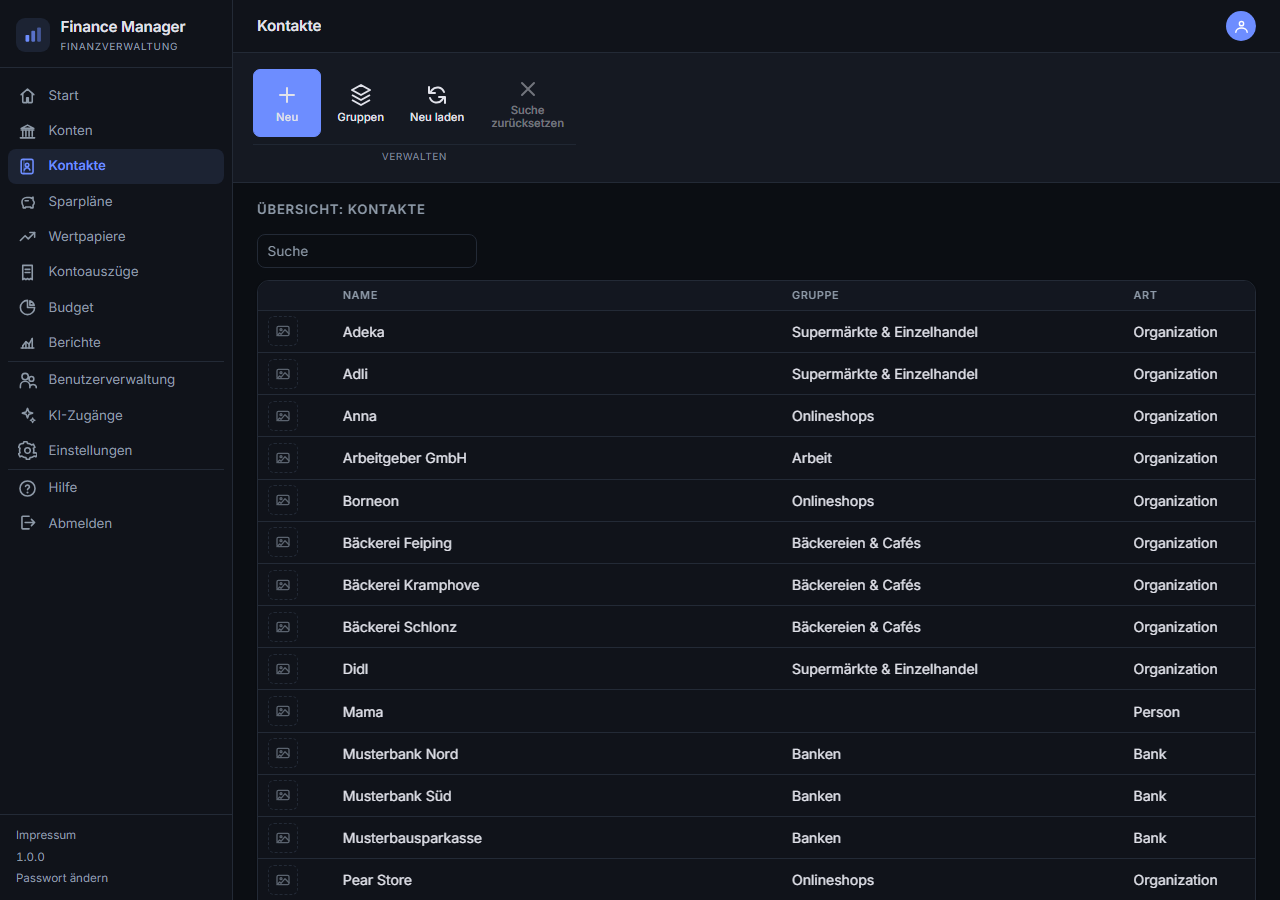 Finance Manager
FINANZVERWALTUNG
Start
Konten
Kontakte
Sparpläne
Wertpapiere
Kontoauszüge
Budget
Berichte
Benutzerverwaltung
KI-Zugänge
Einstellungen
Hilfe
Abmelden
Impressum
1.0.0
Passwort ändern
Kontakte
Neu
Gruppen
Neu laden
Suche
zurücksetzen
VERWALTEN
ÜBERSICHT: KONTAKTE
Suche
NAME GRUPPE ART
Adeka Supermärkte & Einzelhandel Organization
Adli Supermärkte & Einzelhandel Organization
Anna Onlineshops Organization
Arbeitgeber GmbH Arbeit Organization
Borneon Onlineshops Organization
Bäckerei Feiping Bäckereien & Cafés Organization
Bäckerei Kramphove Bäckereien & Cafés Organization
Bäckerei Schlonz Bäckereien & Cafés Organization
Didl Supermärkte & Einzelhandel Organization
Mama Person
Musterbank Nord Banken Bank
Musterbank Süd Banken Bank
Musterbausparkasse Banken Bank
Pear Store Onlineshops Organization